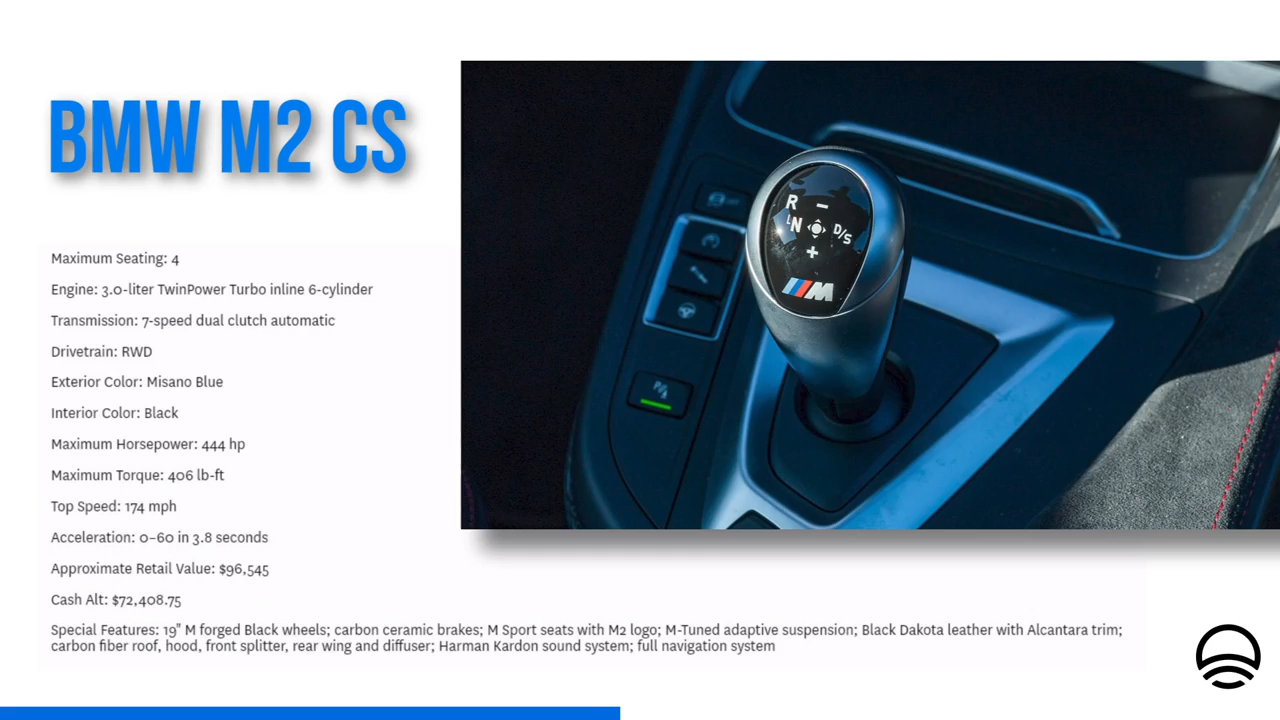 BMW M2 CS
Maximum Seating: 4
Engine: 3.0-liter TwinPower Turbo inline 6-cylinder
Transmission: 7-speed dual clutch automatic
Drivetrain: RWD
Exterior Color: Misano Blue
Interior Color: Black
Maximum Horsepower: 444 hp
Maximum Torque: 406 lb-ft
Top Speed: 174 mph
Acceleration: 0–60 in 3.8 seconds
Approximate Retail Value: $96,545
Cash Alt: $72,408.75
Special Features: 19" M forged Black wheels; carbon ceramic brakes; M Sport seats with M2 logo; M-Tuned adaptive suspension; Black Dakota leather with Alcantara trim;
carbon fiber roof, hood, front splitter, rear wing and diffuser; Harman Kardon sound system; full navigation system
R –
LN D/S
+
M
P